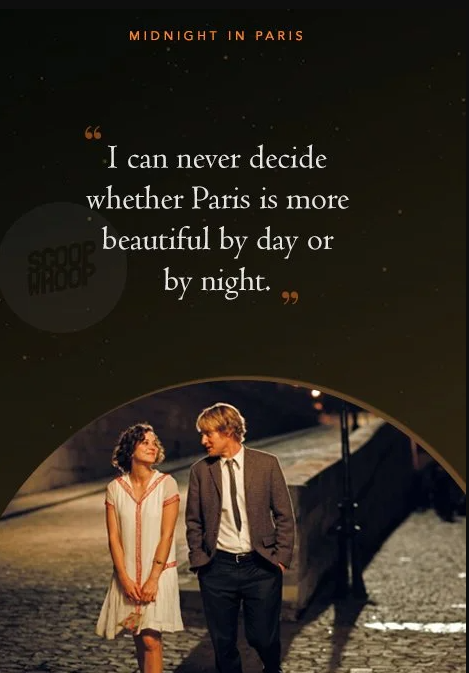 MIDNIGHT IN PARIS
“ I can never decide
whether Paris is more
beautiful by day or
by night. ”
SCOOP
WHOOP